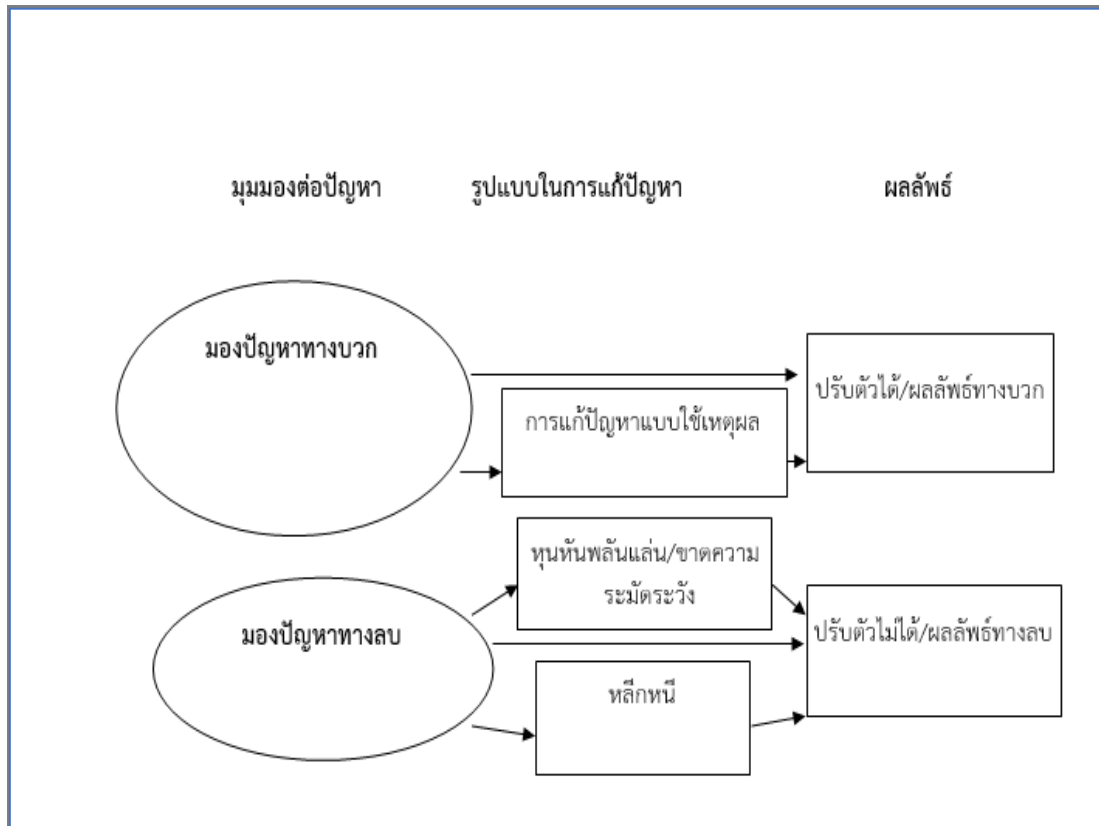 มุมมองต่อปัญหา รูปแบบในการแก้ปัญหา ผลลัพธ์
มองปัญหาทางบวก
ปรับตัวได้/ผลลัพธ์ทางบวก
การแก้ปัญหาแบบใช้เหตุผล
หุนหันพลันแล่น/ขาดความ
ระมัดระวัง
มองปัญหาทางลบ
ปรับตัวไม่ได้/ผลลัพธ์ทางลบ
หลีกหนี